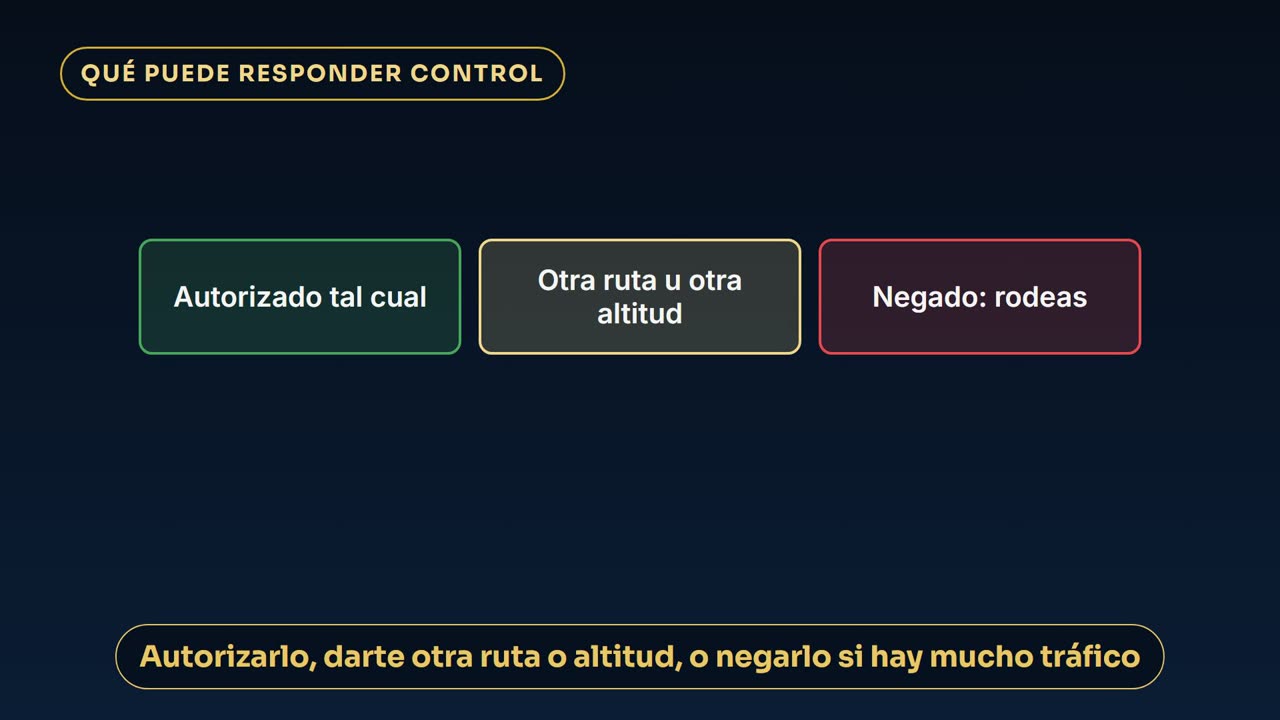 QUÉ PUEDE RESPONDER CONTROL
Autorizado tal cual
Otra ruta u otra
altitud
Negado: rodeas
Autorizarlo, darte otra ruta o altitud, o negarlo si hay mucho tráfico